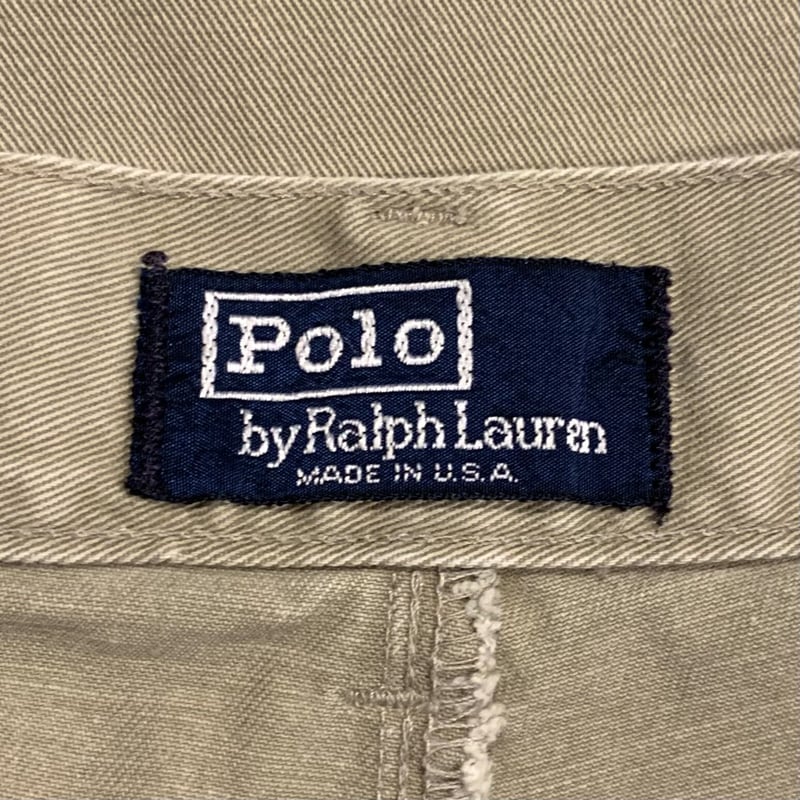 Polo
by Ralph Lauren
MADE IN U.S.A.